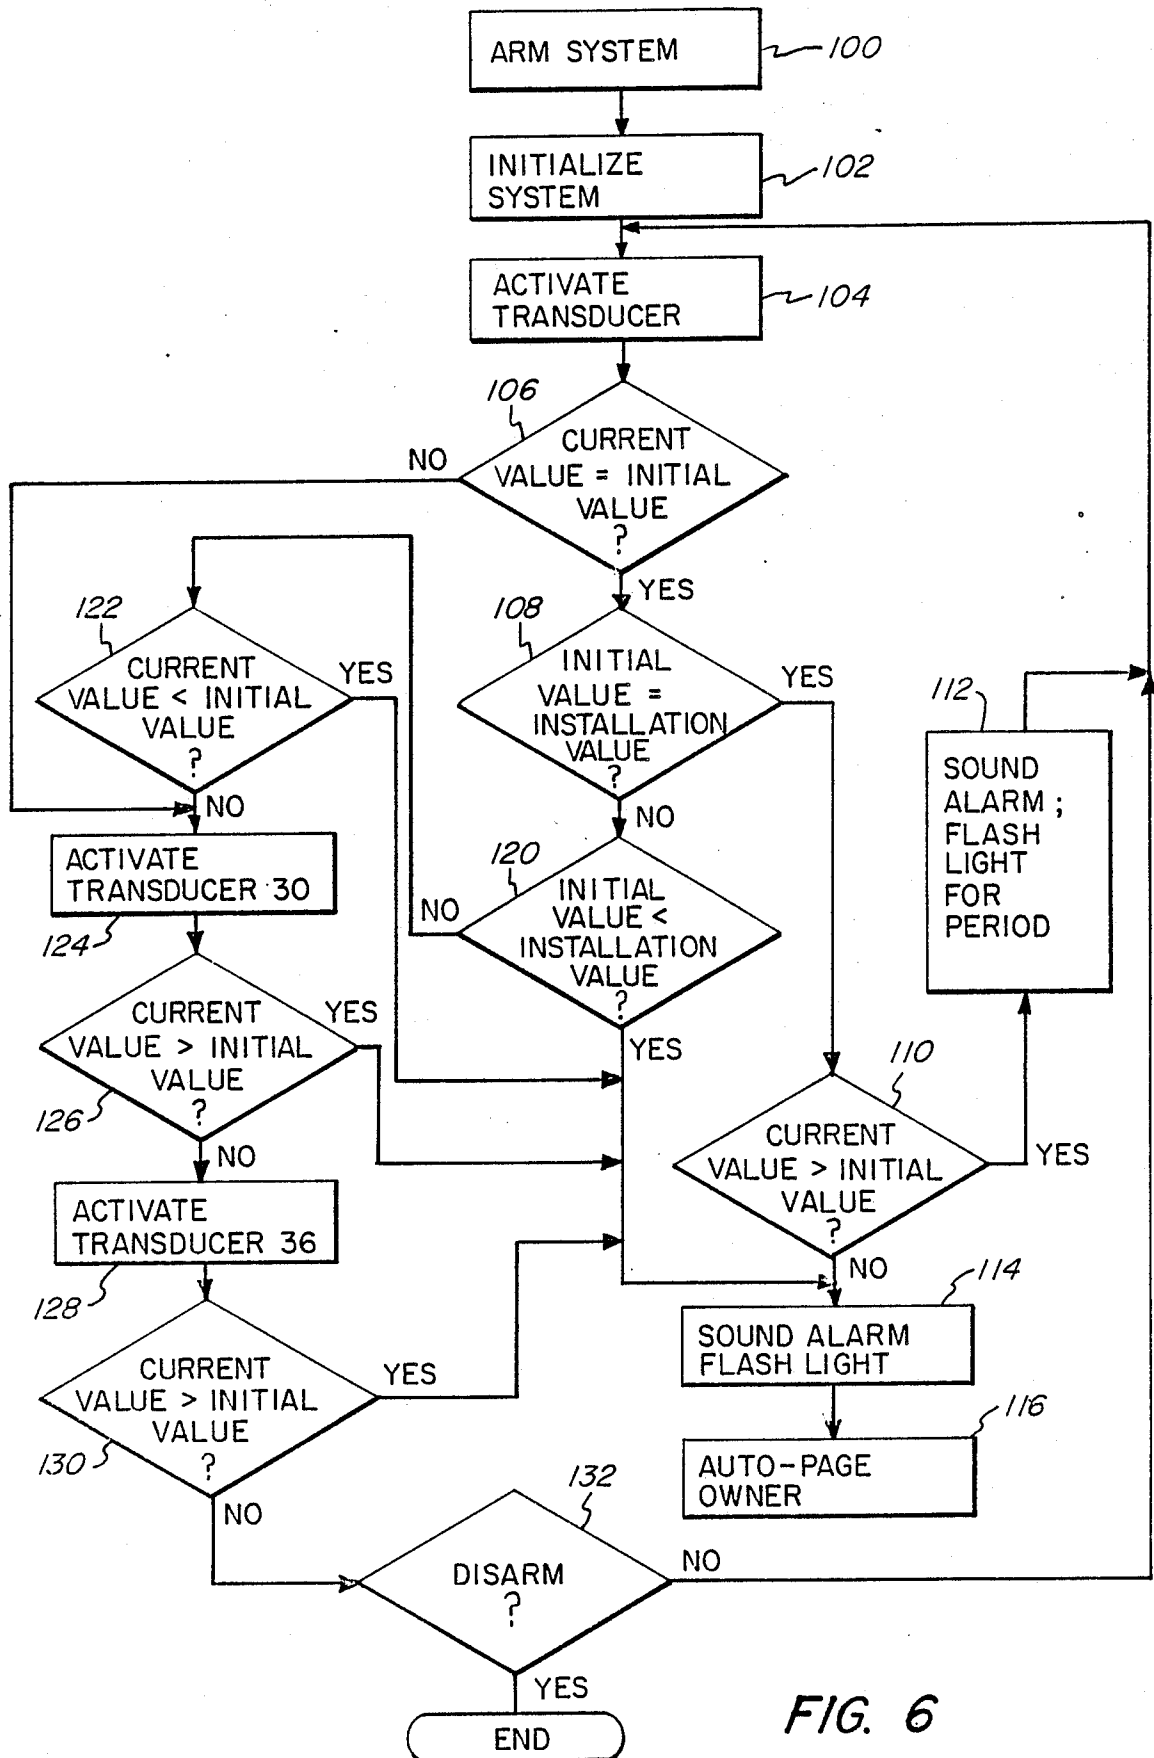 ARM SYSTEM
100
INITIALIZE
SYSTEM
102
ACTIVATE
TRANSDUCER
104
106
CURRENT
VALUE = INITIAL
VALUE
?
NO
YES
108
INITIAL
VALUE =
INSTALLATION
VALUE
?
YES
NO
122
CURRENT
VALUE < INITIAL
VALUE
?
YES
NO
112
SOUND
ALARM ;
FLASH
LIGHT
FOR
PERIOD
ACTIVATE
TRANSDUCER 30
124
120
INITIAL
VALUE <
INSTALLATION
VALUE
?
NO
YES
CURRENT
VALUE > INITIAL
VALUE
?
126
YES
NO
110
CURRENT
VALUE > INITIAL
VALUE
?
YES
NO
ACTIVATE
TRANSDUCER 36
128
114
SOUND ALARM
FLASH LIGHT
CURRENT
VALUE > INITIAL
VALUE
?
130
YES
NO
116
AUTO-PAGE
OWNER
132
DISARM
?
NO
YES
END
FIG. 6